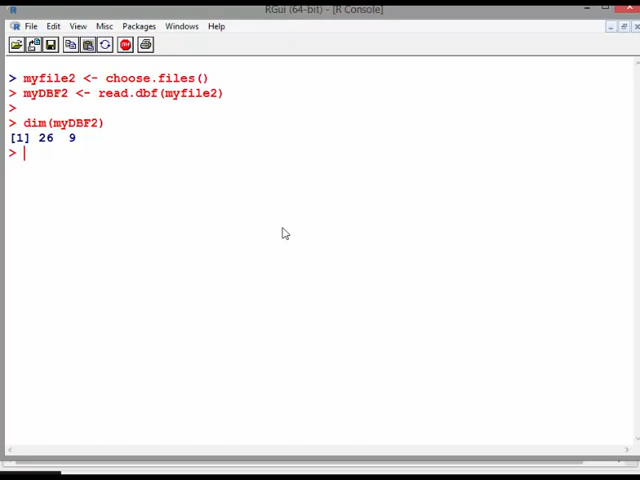 RGui (64-bit) - [R Console]
File Edit View Misc Packages Windows Help
STOP
> myfile2 <- choose.files()
> myDBF2 <- read.dbf(myfile2)
>
> dim(myDBF2)
[1] 26  9
>